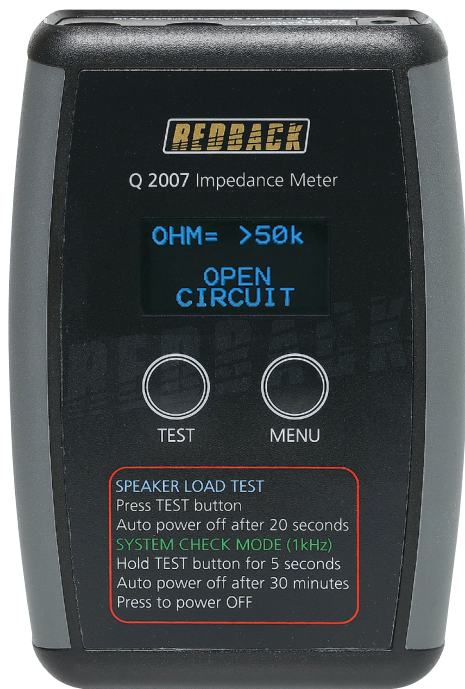 REDBACK
Q 2007 Impedance Meter
OHM= >50k
OPEN
CIRCUIT
REDBACK
TEST MENU
SPEAKER LOAD TEST
Press TEST button
Auto power off after 20 seconds
SYSTEM CHECK MODE (1kHz)
Hold TEST button for 5 seconds
Auto power off after 30 minutes
Press to power OFF